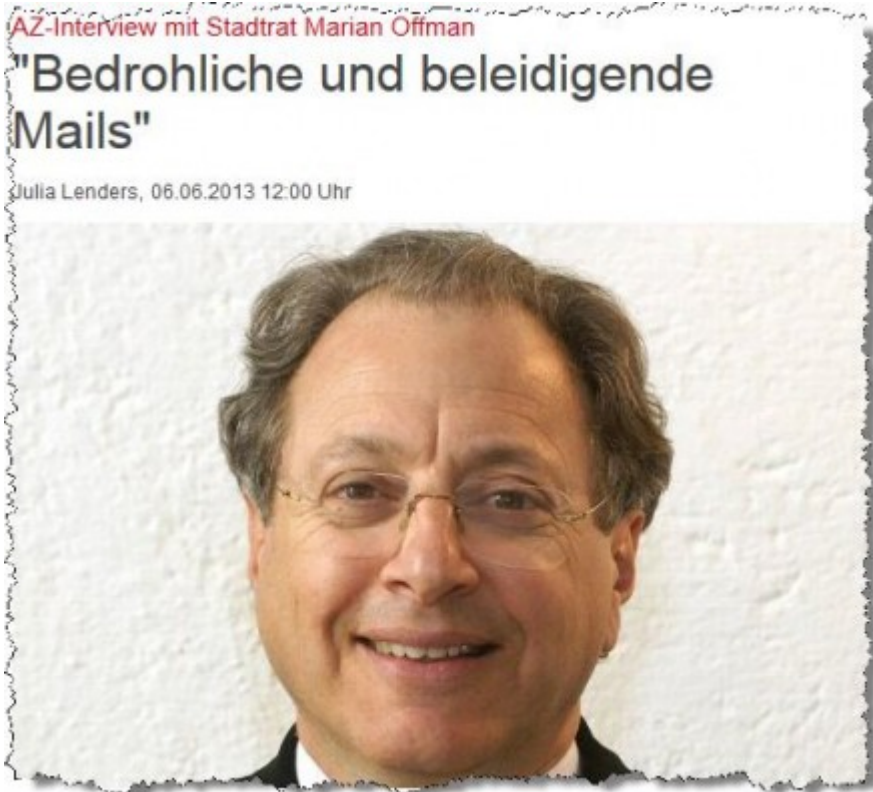 AZ-Interview mit Stadtrat Marian Offman
"Bedrohliche und beleidigende
Mails"
Julia Lenders, 06.06.2013 12:00 Uhr